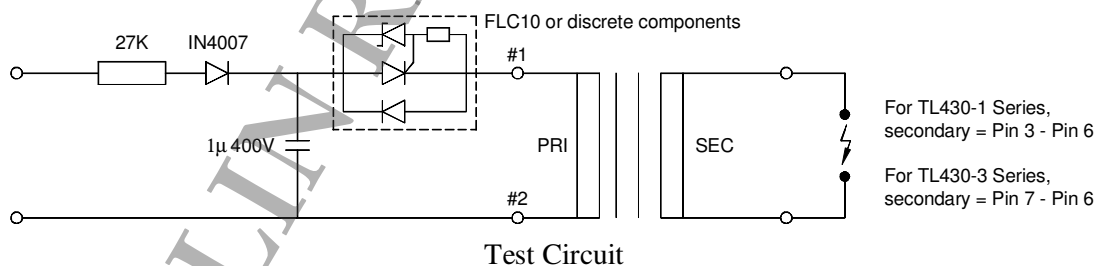 FLC10 or discrete components
27K
IN4007
#1
1µ 400V
PRI
SEC
For TL430-1 Series,
secondary = Pin 3 - Pin 6
For TL430-3 Series,
secondary = Pin 7 - Pin 6
#2
Test Circuit
LIN R